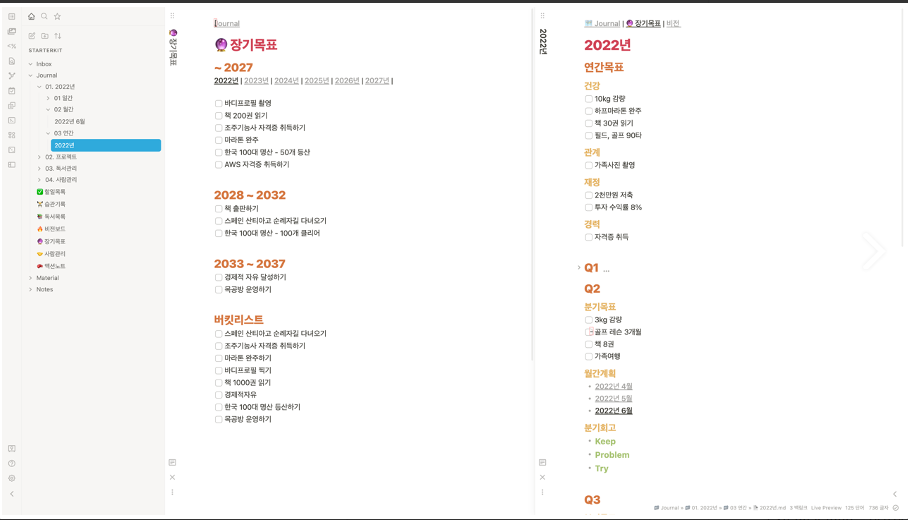 STARTERKIT
Inbox
Journal
01. 2022년
01 일간
02 월간
2022년 6월
03 연간
2022년
02. 프로젝트
03. 독서관리
04. 사람관리
✅ 할일목록
습관기록
독서목록
🔥 비전보드
🔮 장기목표
사람관리
액션노트
Material
Notes
🔮 장기목표
Journal
🔮 장기목표
~ 2027
2022년 | 2023년 | 2024년 | 2025년 | 2026년 | 2027년 |
바디프로필 촬영
책 200권 읽기
조주기능사 자격증 취득하기
마라톤 완주
한국 100대 명산 - 50개 등산
AWS 자격증 취득하기
2028 ~ 2032
책 출판하기
스페인 산티아고 순례자길 다녀오기
한국 100대 명산 - 100개 클리어
2033 ~ 2037
경제적 자유 달성하기
목공방 운영하기
버킷리스트
스페인 산티아고 순례자길 다녀오기
조주기능사 자격증 취득하기
마라톤 완주하기
바디프로필 찍기
책 1000권 읽기
경제적자유
한국 100대 명산 등산하기
목공방 운영하기
2022년
Journal | 🔮 장기목표 | 비전
2022년
연간목표
건강
10kg 감량
하프마라톤 완주
책 30권 읽기
필드, 골프 90타
관계
가족사진 촬영
재정
2천만원 저축
투자 수익률 8%
경력
자격증 취득
Q1 ...
Q2
분기목표
3kg 감량
골프 레슨 3개월
책 8권
가족여행
월간계획
2022년 4월
2022년 5월
2022년 6월
분기회고
Keep
Problem
Try
Q3
Journal » 01. 2022년 » 03 연간 » 2022년.md
Live Preview